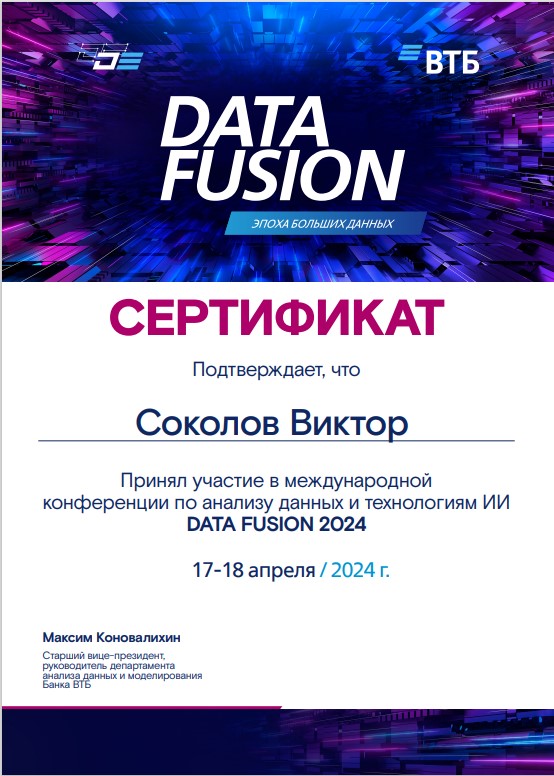 ВТБ
DATA
FUSION
ЭПОХА БОЛЬШИХ ДАННЫХ
СЕРТИФИКАТ
Подтверждает, что
Соколов Виктор
Принял участие в международной
конференции по анализу данных и технологиям ИИ
DATA FUSION 2024
17-18 апреля / 2024 г.
Максим Коновалихин
Старший вице-президент,
руководитель департамента
анализа данных и моделирования
Банка ВТБ